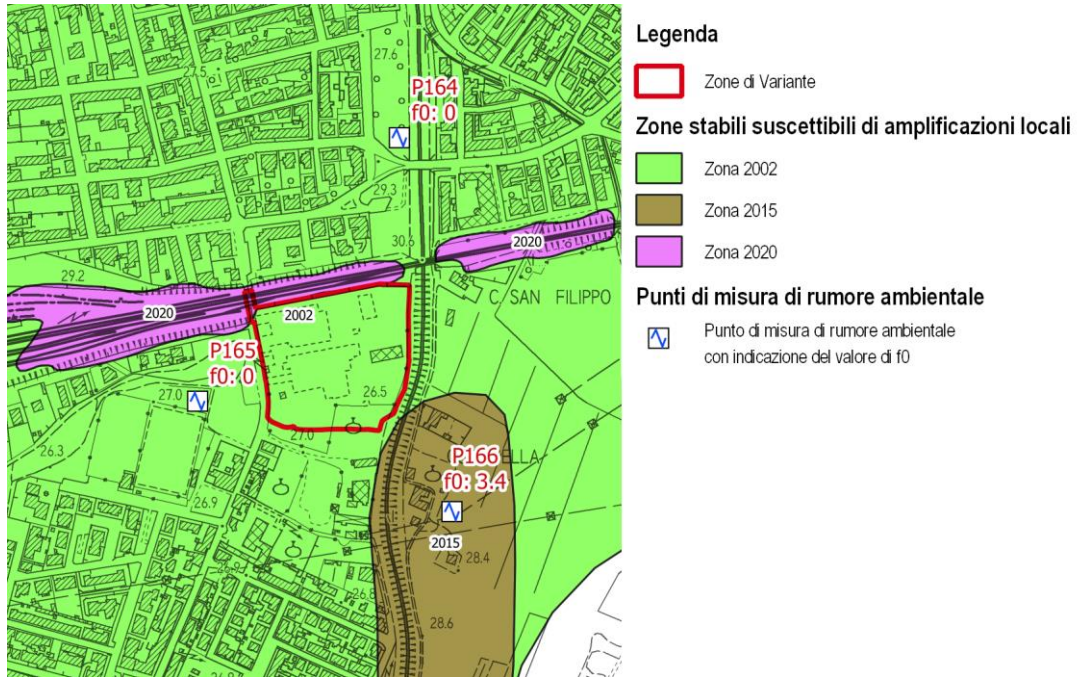 27.6
P164
f0: 0
29.3
30.6
2020
29.2
C. SAN FILIPPO
2020
2002
P165
f0: 0
27.0
26.5
27.0
26.3
P166
ELLA
f0: 3.4
26.9
2015
28.4
28.6
Legenda
Zone di Variante
Zone stabili suscettibili di amplificazioni locali
Zona 2002
Zona 2015
Zona 2020
Punti di misura di rumore ambientale
Punto di misura di rumore ambientale
con indicazione del valore di f0